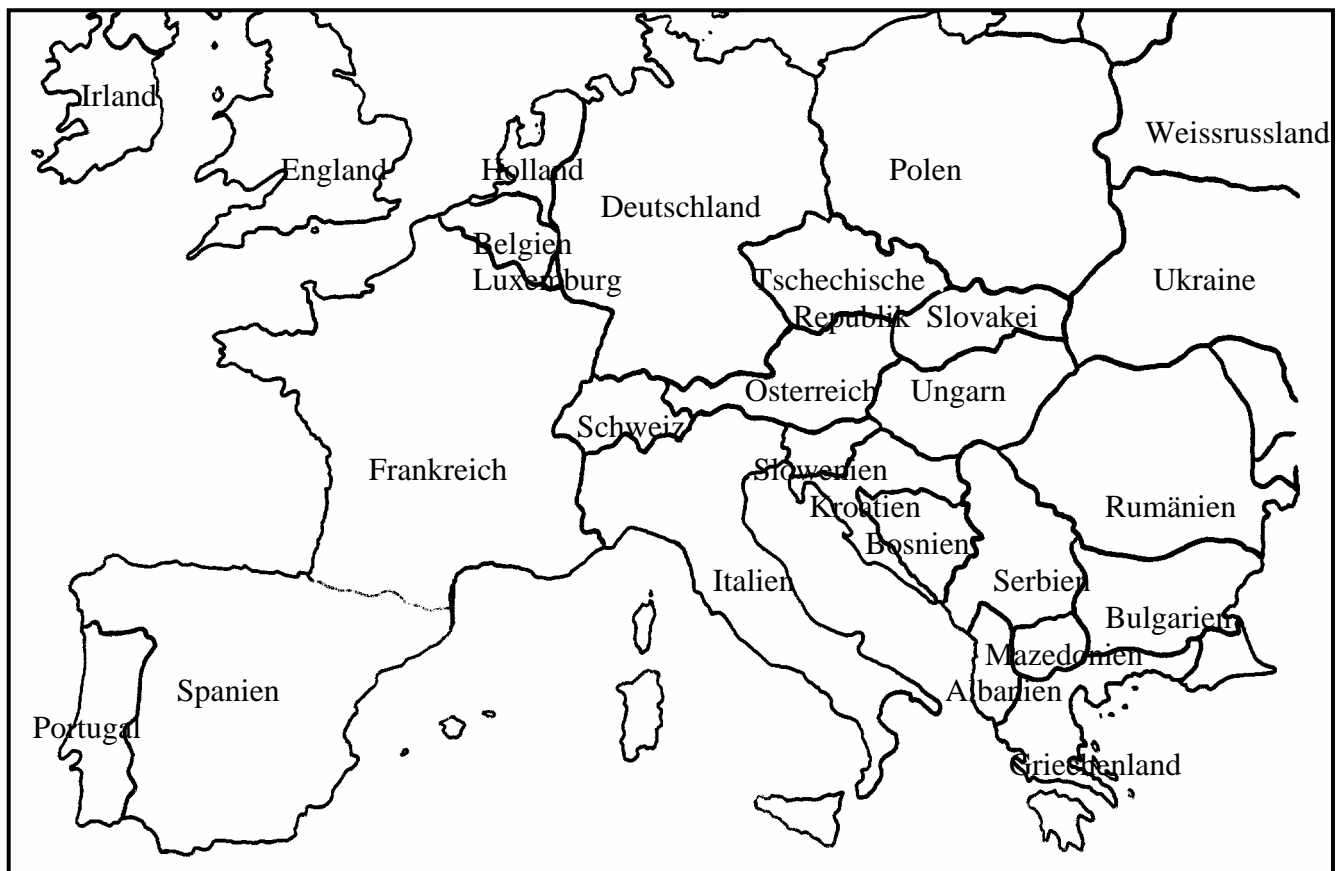 Irland
Weissrussland
England
Holland
Polen
Deutschland
Belgien
Luxemburg
Tschechische
Republik
Slovakei
Ukraine
Österreich
Ungarn
Schweiz
Frankreich
Slowenien
Kroatien
Rumänien
Bosnien
Italien
Serbien
Bulgarien
Mazedonien
Spanien
Albanien
Portugal
Griechenland